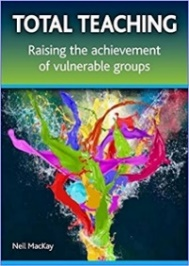 TOTAL TEACHING
Raising the achievement
of vulnerable groups
Neil MacKay